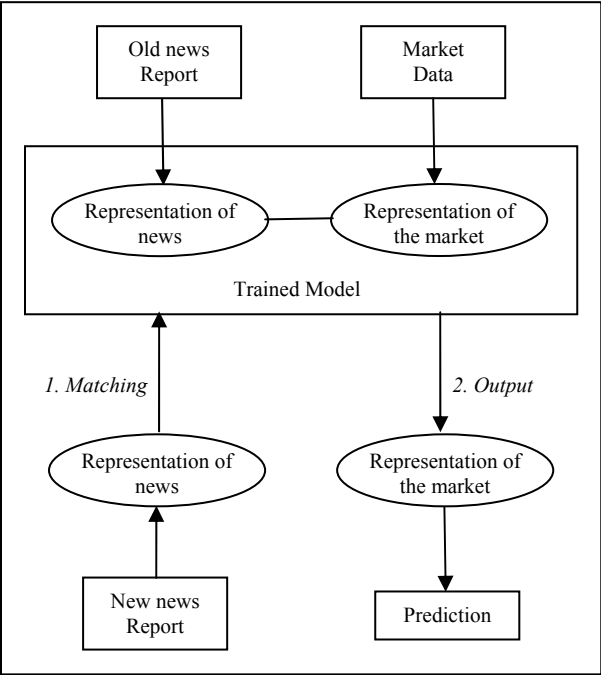 Old news
Report
Market
Data
Representation of
news
Representation of
the market
Trained Model
1. Matching
2. Output
Representation of
news
Representation of
the market
New news
Report
Prediction